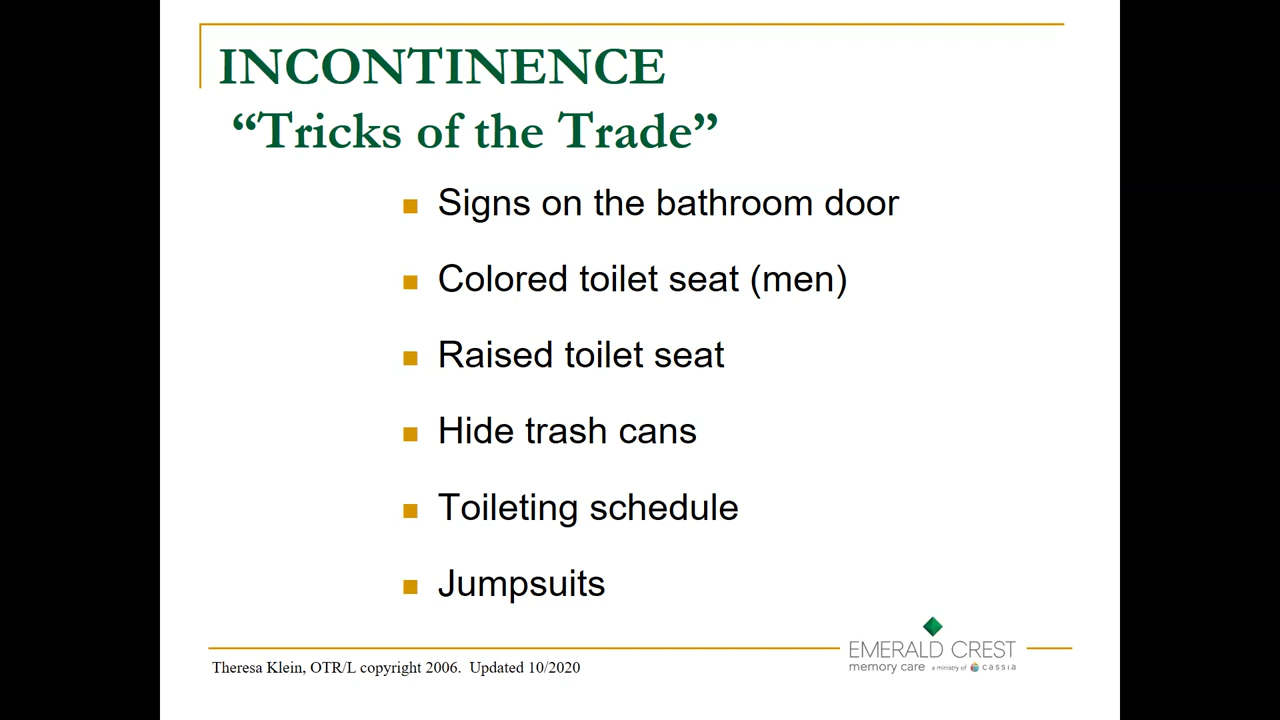 INCONTINENCE
“Tricks of the Trade”
Signs on the bathroom door
Colored toilet seat (men)
Raised toilet seat
Hide trash cans
Toileting schedule
Jumpsuits
Theresa Klein, OTR/L copyright 2006.  Updated 10/2020
EMERALD CREST
memory care a ministry of cassia